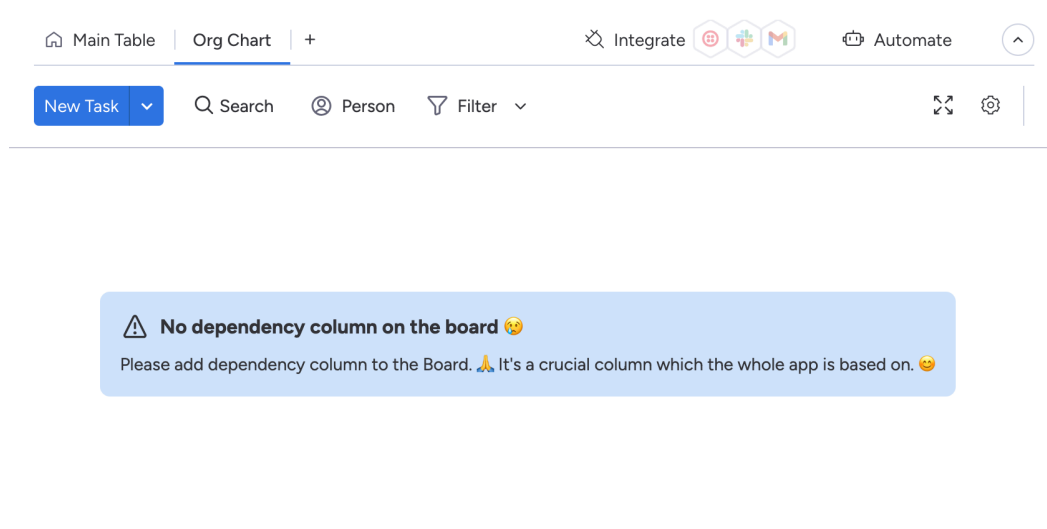 Main Table Org Chart + Integrate Automate
New Task Search Person Filter
No dependency column on the board 😢
Please add dependency column to the Board. 🙏 It's a crucial column which the whole app is based on. 😊